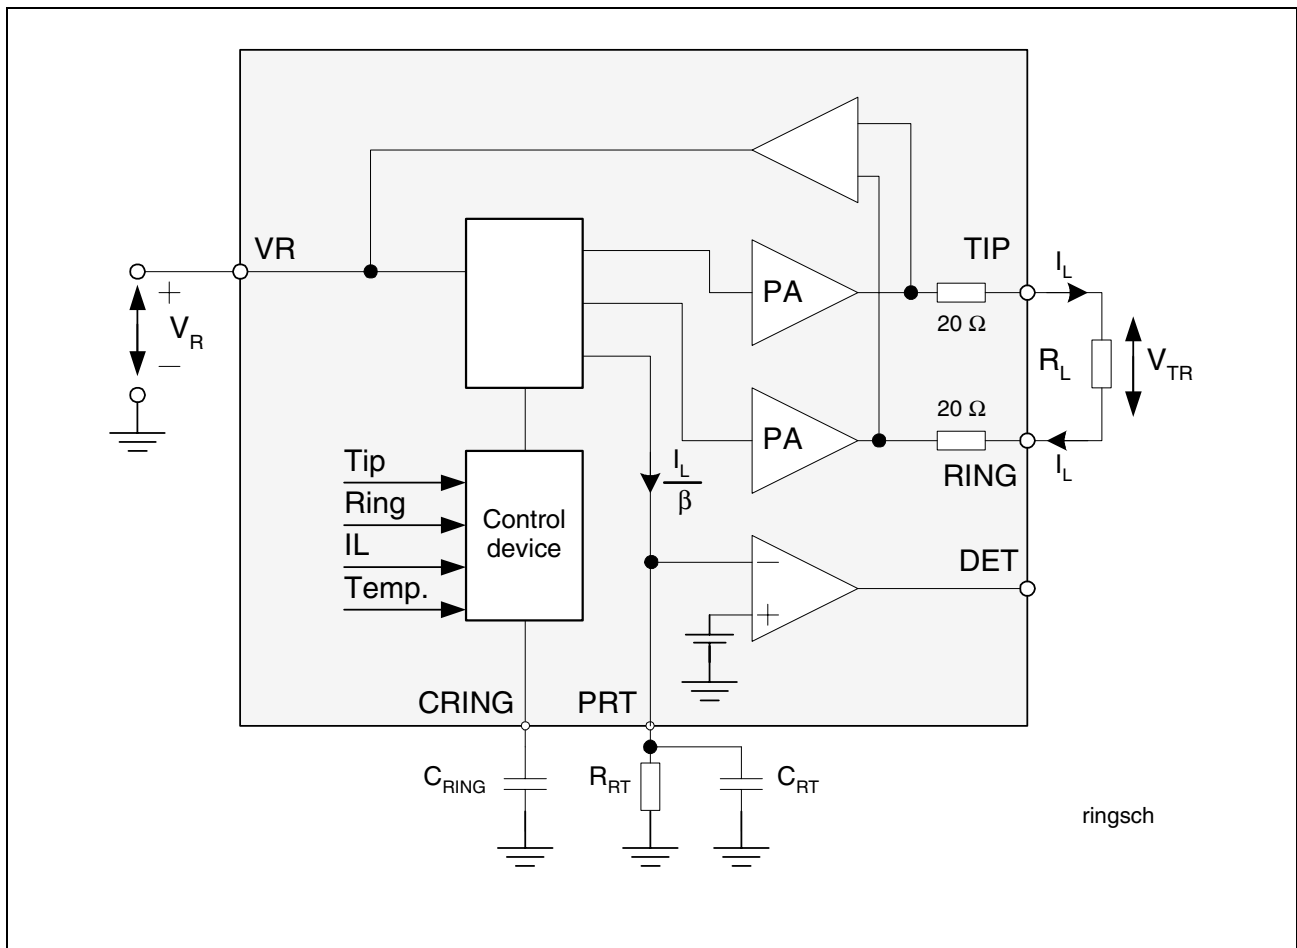 VR
TIP
I_L
+
V_R
—
PA
20 Ω
R_L
V_TR
20 Ω
PA
I_L
RING
Tip
Ring
IL
Temp.
Control
device
I_L
β
DET
−
+
CRING
PRT
C_RING
R_RT
C_RT
ringsch